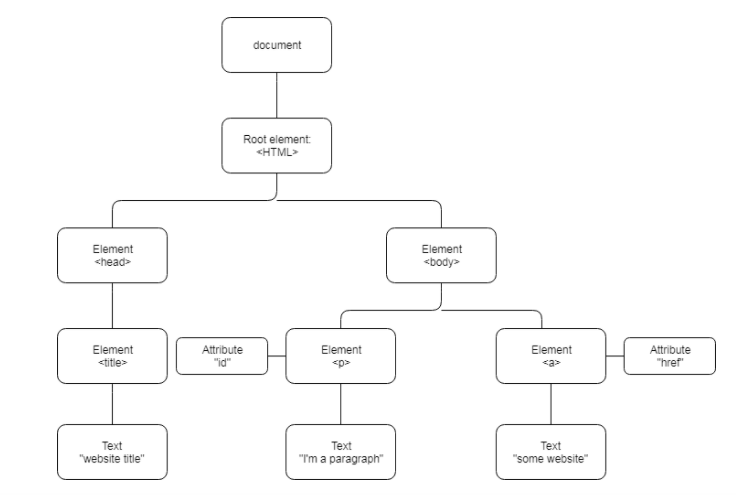 document
Root element:
<HTML>
Element
<head>
Element
<body>
Element
<title>
Attribute
"id"
Element
<p>
Element
<a>
Attribute
"href"
Text
"website title"
Text
"I'm a paragraph"
Text
"some website"